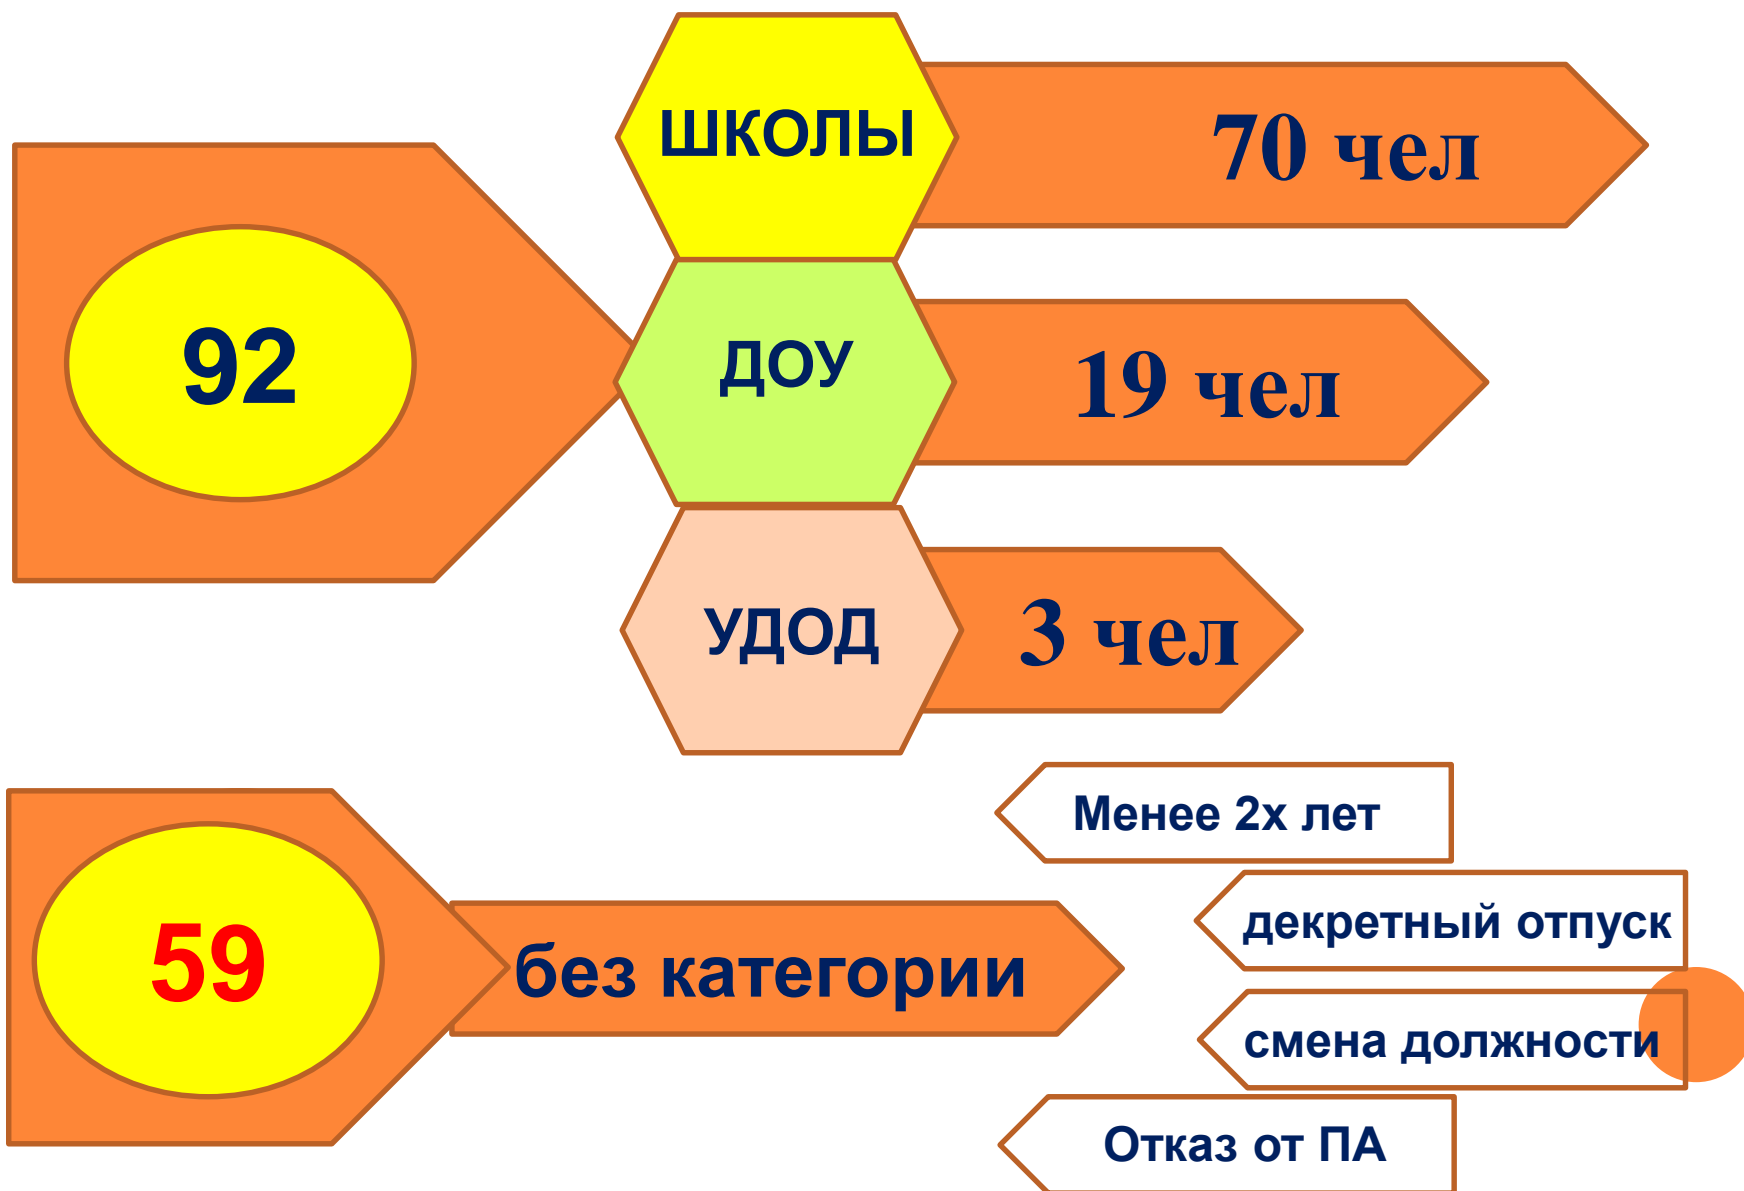 92
ШКОЛЫ
70 чел
ДОУ
19 чел
УДОД
3 чел
59
без категории
Менее 2х лет
декретный отпуск
смена должности
Отказ от ПА